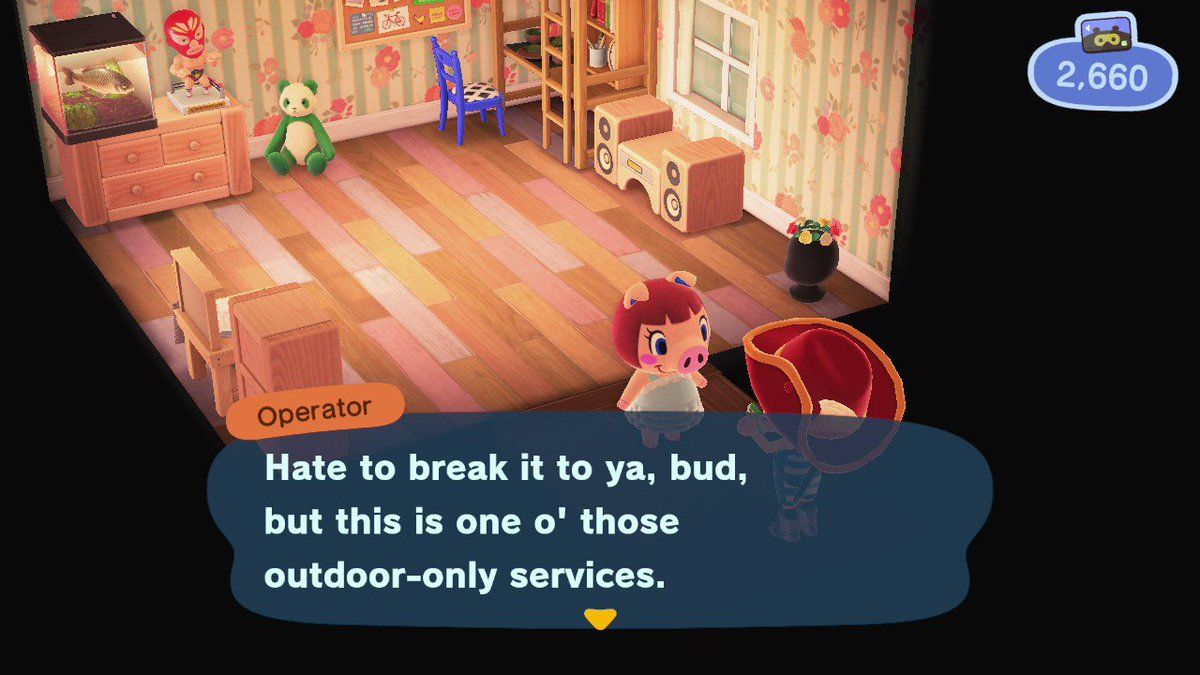 2,660
Operator
Hate to break it to ya, bud,
but this is one o' those
outdoor-only services.